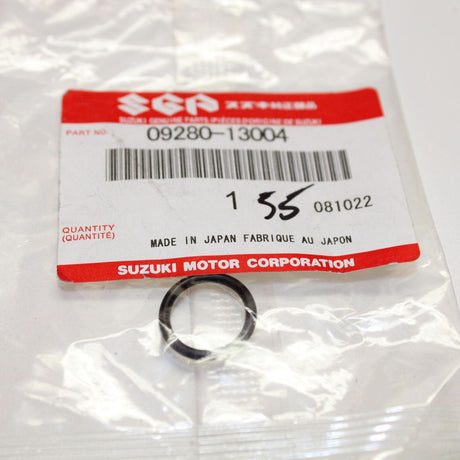 SGP スズキ純正部品
SUZUKI GENUINE PARTS/PIÈCES D'ORIGINE DE SUZUKI
PART NO. 09280-13004
1 55 081022
QUANTITY
(QUANTITÉ)
MADE IN JAPAN FABRIQUE AU JAPON
SUZUKI MOTOR CORPORATION